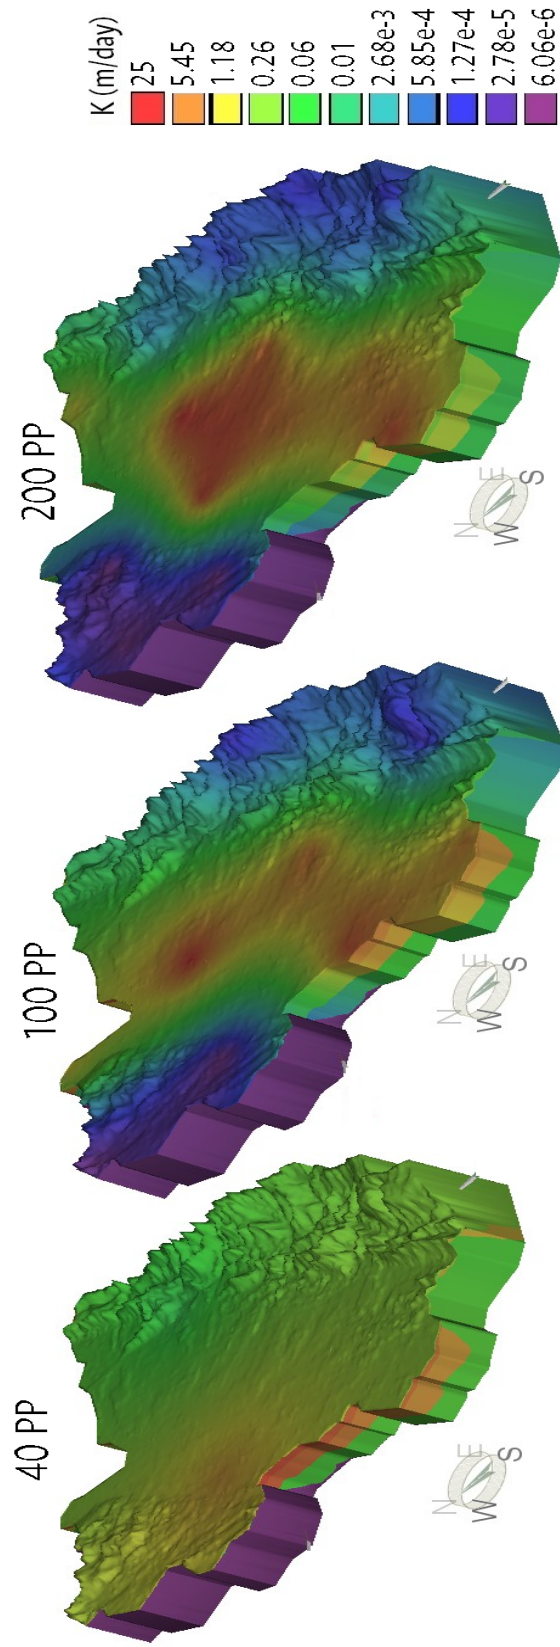 40 PP
100 PP
200 PP
K (m/day)
25
5.45
1.18
0.26
0.06
0.01
2.68e-3
5.85e-4
1.27e-4
2.78e-5
6.06e-6
N
E
W
S
N
E
W
S
N
E
W
S